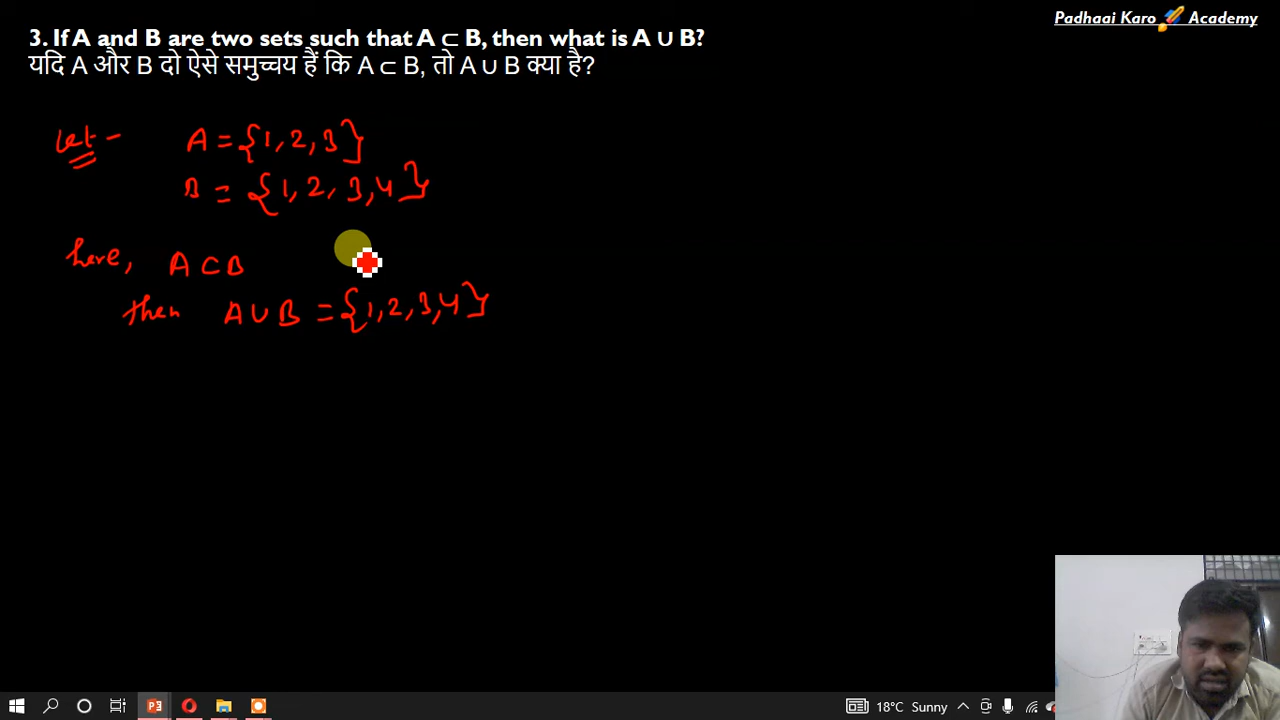 Padhaai Karo Academy
3. If A and B are two sets such that A ⊂ B, then what is A ∪ B?
यदि A और B दो ऐसे समुच्चय हैं कि A ⊂ B, तो A ∪ B क्या है?
Let - A = {1, 2, 3}
B = {1, 2, 3, 4}
here, A ⊂ B
then A ∪ B = {1, 2, 3, 4}
18°C Sunny